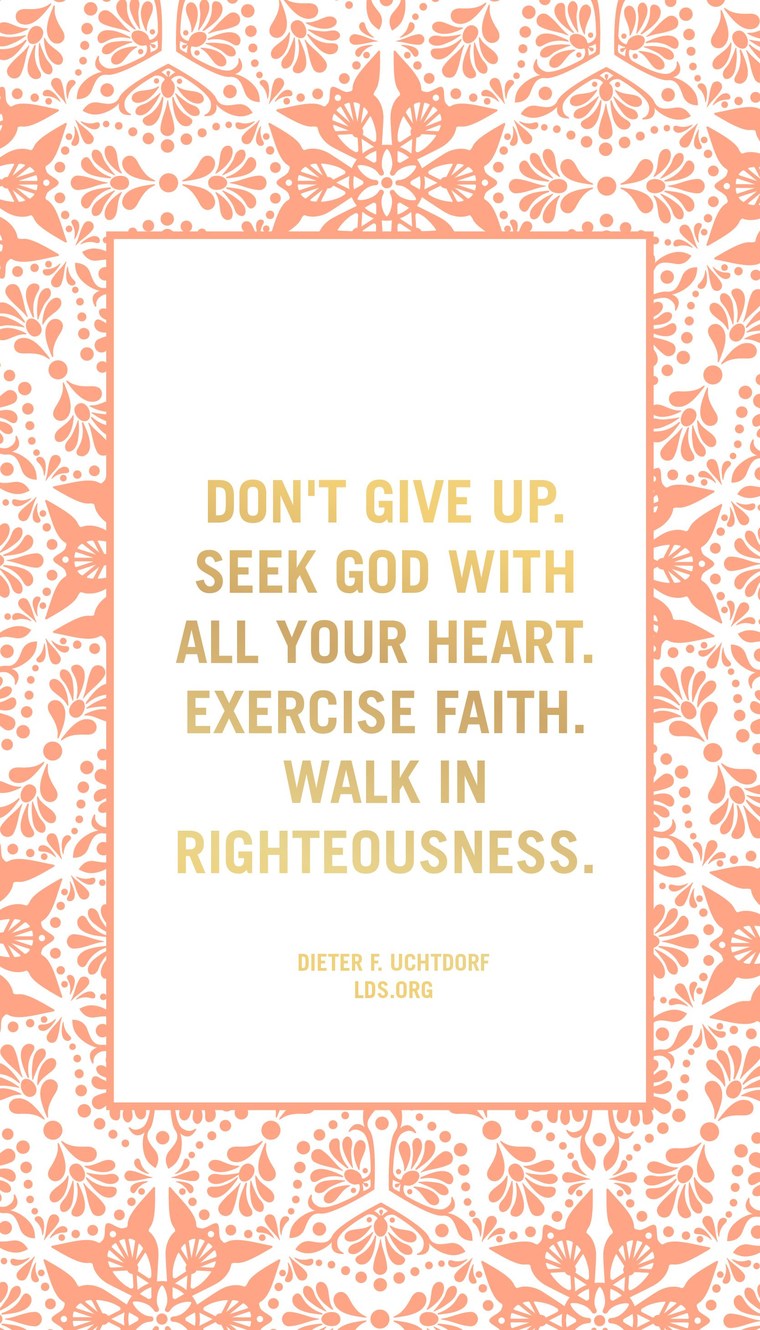 DON'T GIVE UP.
SEEK GOD WITH
ALL YOUR HEART.
EXERCISE FAITH.
WALK IN
RIGHTEOUSNESS.
DIETER F. UCHTDORF
LDS.ORG